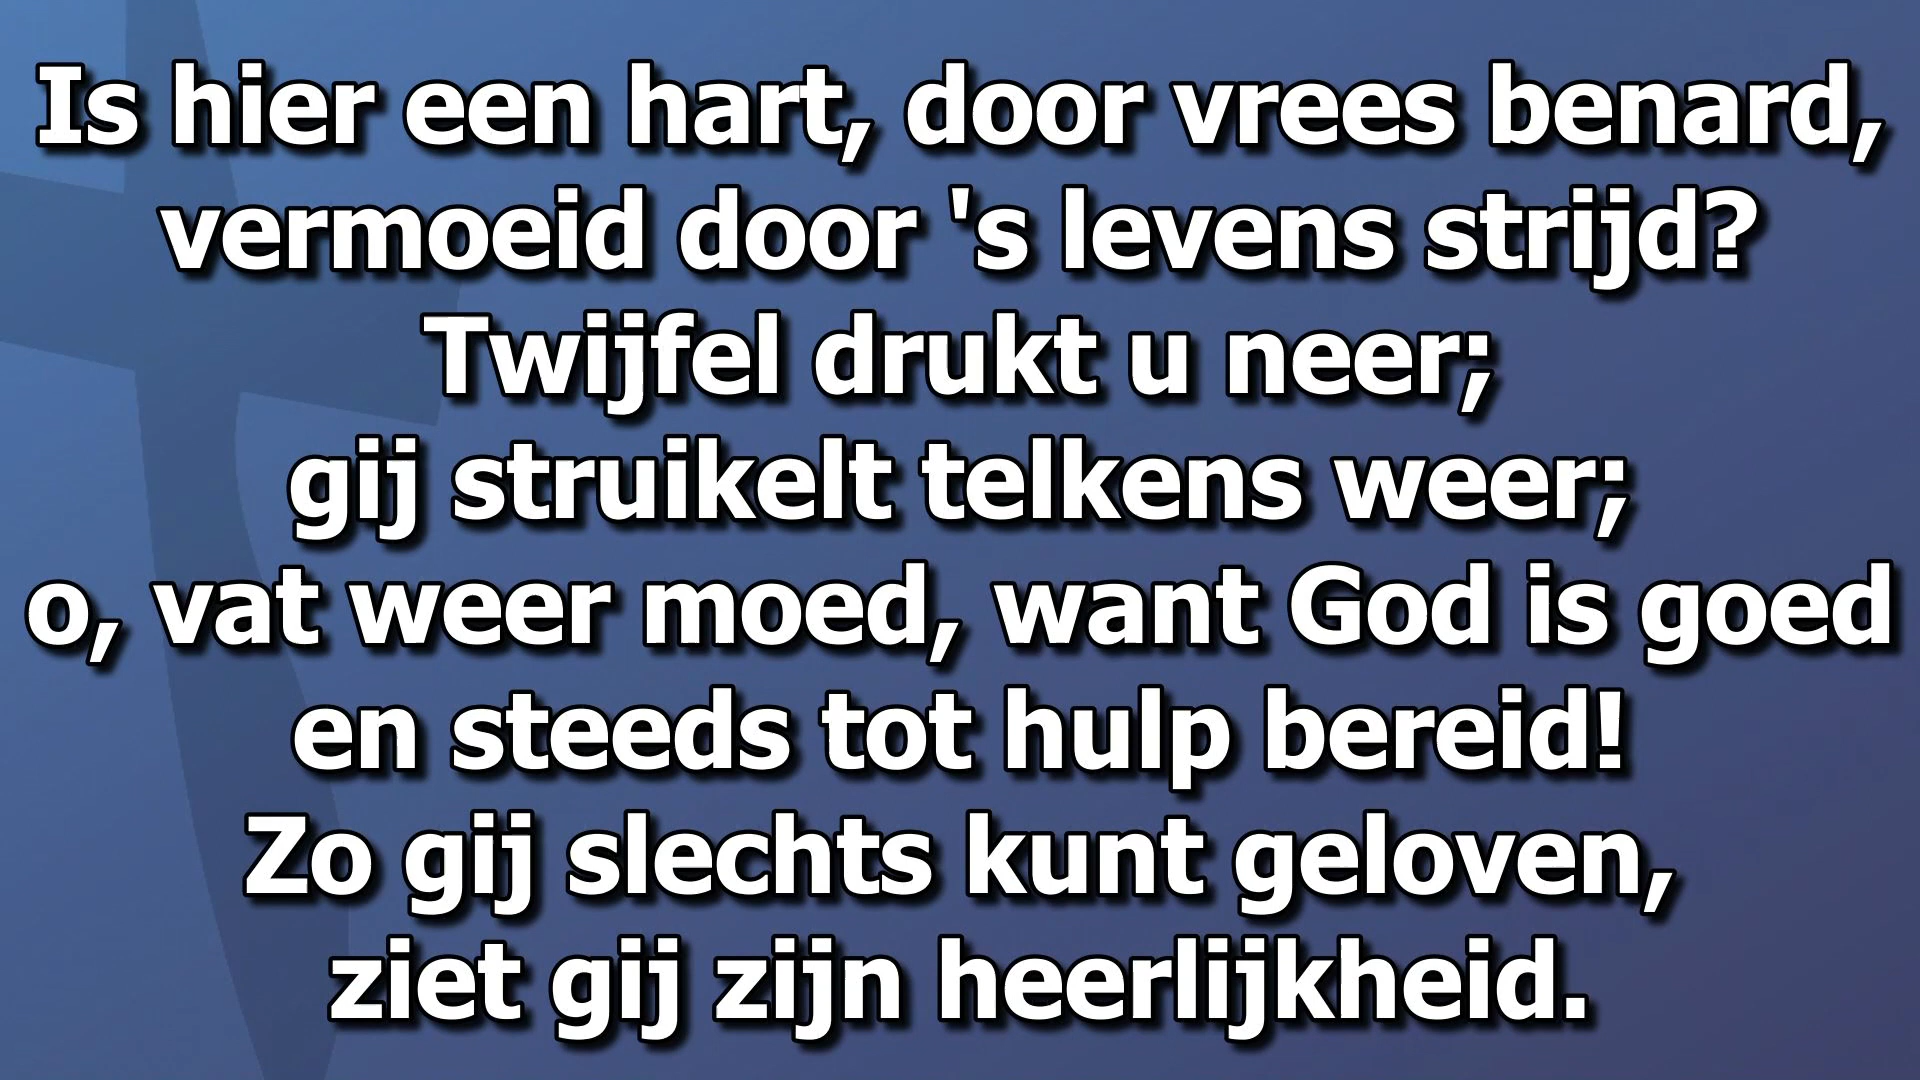 Is hier een hart, door vrees benard,
vermoeid door 's levens strijd?
Twijfel drukt u neer;
gij struikelt telkens weer;
o, vat weer moed, want God is goed
en steeds tot hulp bereid!
Zo gij slechts kunt geloven,
ziet gij zijn heerlijkheid.